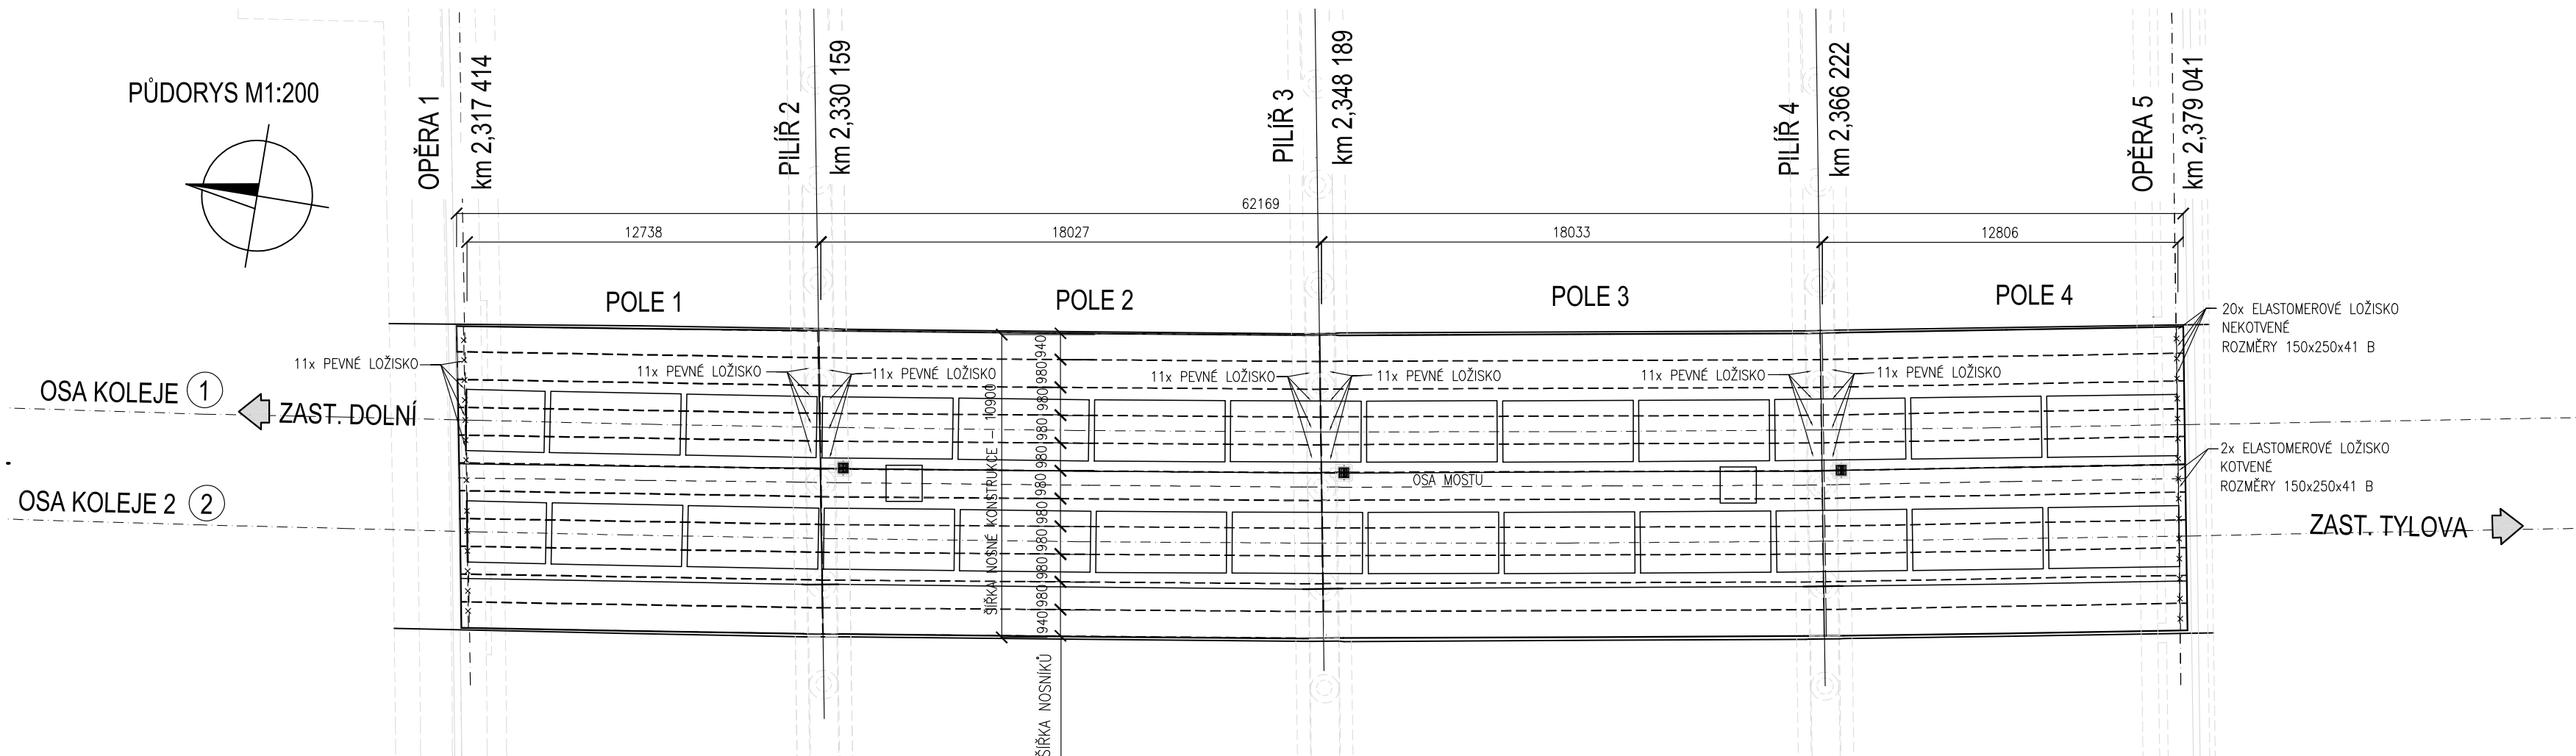 PŮDORYS M1:200
OPĚRA 1
km 2,317 414
PILÍŘ 2
km 2,330 159
PILÍŘ 3
km 2,348 189
PILÍŘ 4
km 2,366 222
OPĚRA 5
km 2,379 041
62169
12738
18027
18033
12806
POLE 1
POLE 2
POLE 3
POLE 4
20x ELASTOMEROVÉ LOŽISKO
NEKOTVENÉ
ROZMĚRY 150x250x41 B
11x PEVNÉ LOŽISKO
11x PEVNÉ LOŽISKO
11x PEVNÉ LOŽISKO
11x PEVNÉ LOŽISKO
11x PEVNÉ LOŽISKO
11x PEVNÉ LOŽISKO
11x PEVNÉ LOŽISKO
OSA KOLEJE 1
ZAST. DOLNÍ
2x ELASTOMEROVÉ LOŽISKO
KOTVENÉ
ROZMĚRY 150x250x41 B
OSA MOSTU
OSA KOLEJE 2 2
ZAST. TYLOVA
ŠÍŘKA NOSNÉ KONSTRUKCE – 10900
940 980 980 980 980 980 980 980 980 980 940
ŠÍŘKA NOSNÍKŮ